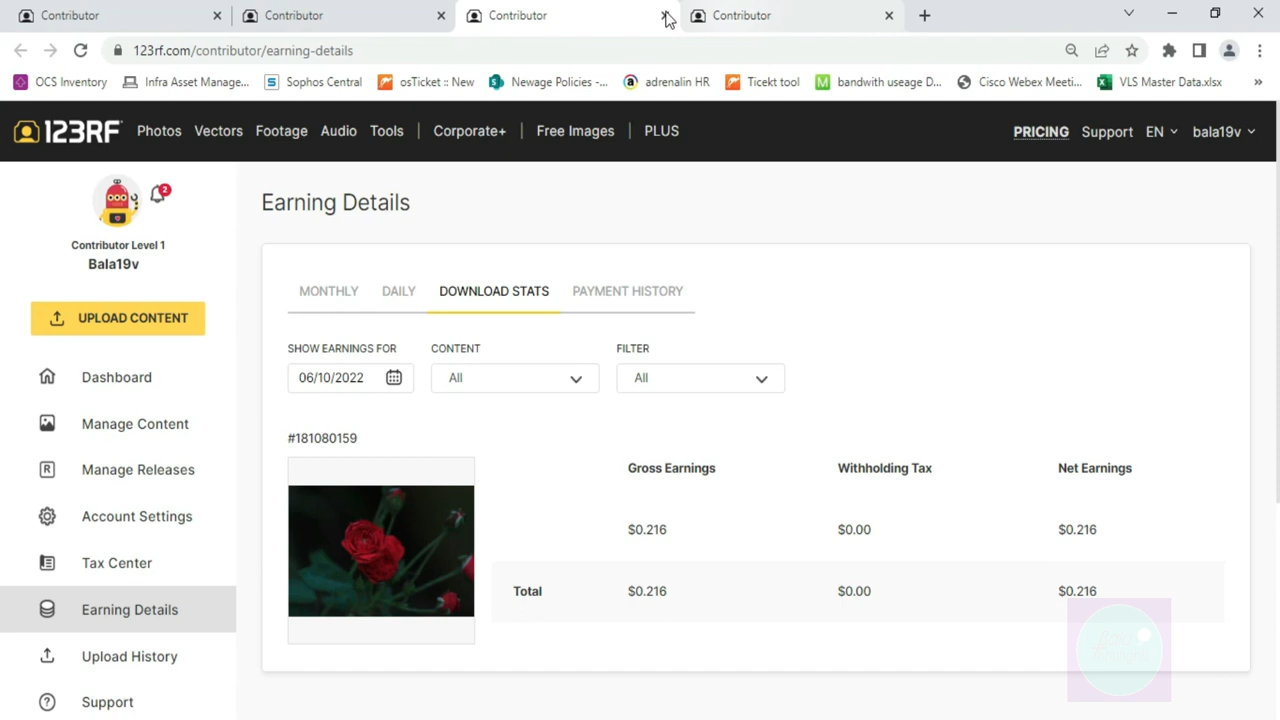 Contributor
Contributor
Contributor
Contributor
123rf.com/contributor/earning-details
OCS Inventory
Infra Asset Manage...
Sophos Central
osTicket :: New
Newage Policies -...
adrenalin HR
Ticekt tool
bandwith useage D...
Cisco Webex Meeti...
VLS Master Data.xlsx
123RF
Photos
Vectors
Footage
Audio
Tools
Corporate+
Free Images
PLUS
PRICING
Support
EN
bala19v
2
Contributor Level 1
Bala19v
UPLOAD CONTENT
Dashboard
Manage Content
Manage Releases
Account Settings
Tax Center
Earning Details
Upload History
Support
Earning Details
MONTHLY
DAILY
DOWNLOAD STATS
PAYMENT HISTORY
SHOW EARNINGS FOR
CONTENT
FILTER
06/10/2022
All
All
#181080159
Gross Earnings
Withholding Tax
Net Earnings
$0.216
$0.00
$0.216
Total
$0.216
$0.00
$0.216